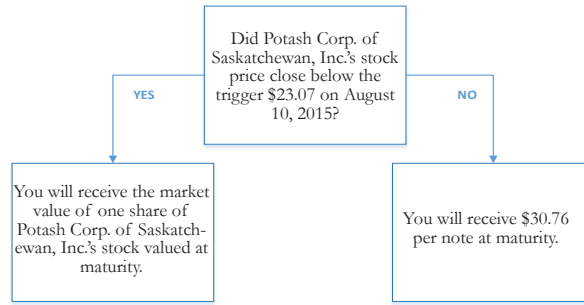 Did Potash Corp. of
Saskatchewan, Inc.'s stock
price close below the
trigger $23.07 on August
10, 2015?
YES
NO
You will receive the market
value of one share of
Potash Corp. of Saskatch-
ewan, Inc.'s stock valued at
maturity.
You will receive $30.76
per note at maturity.